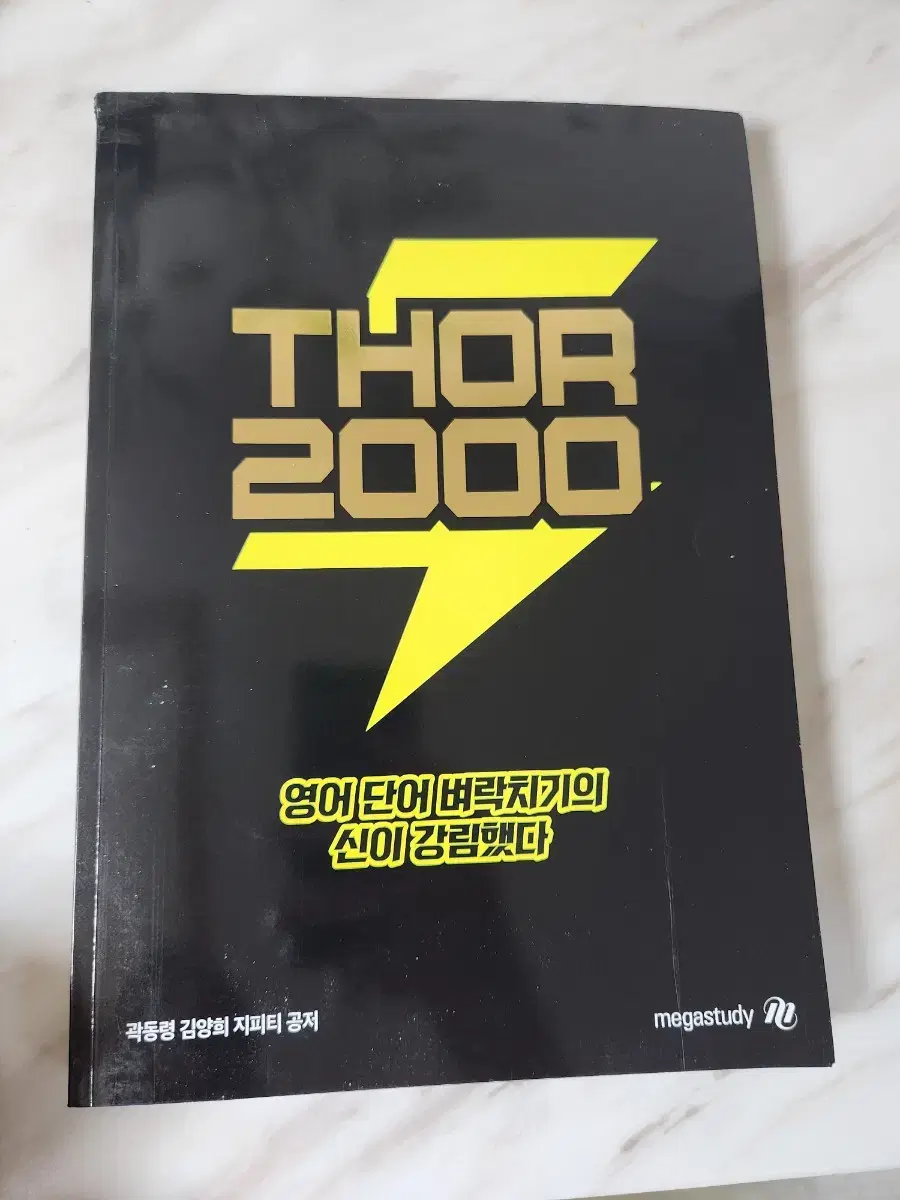 THOR
2000
영어 단어 벼락치기의
신이 강림했다
곽동령 김양희 지피티 공저
megastudy